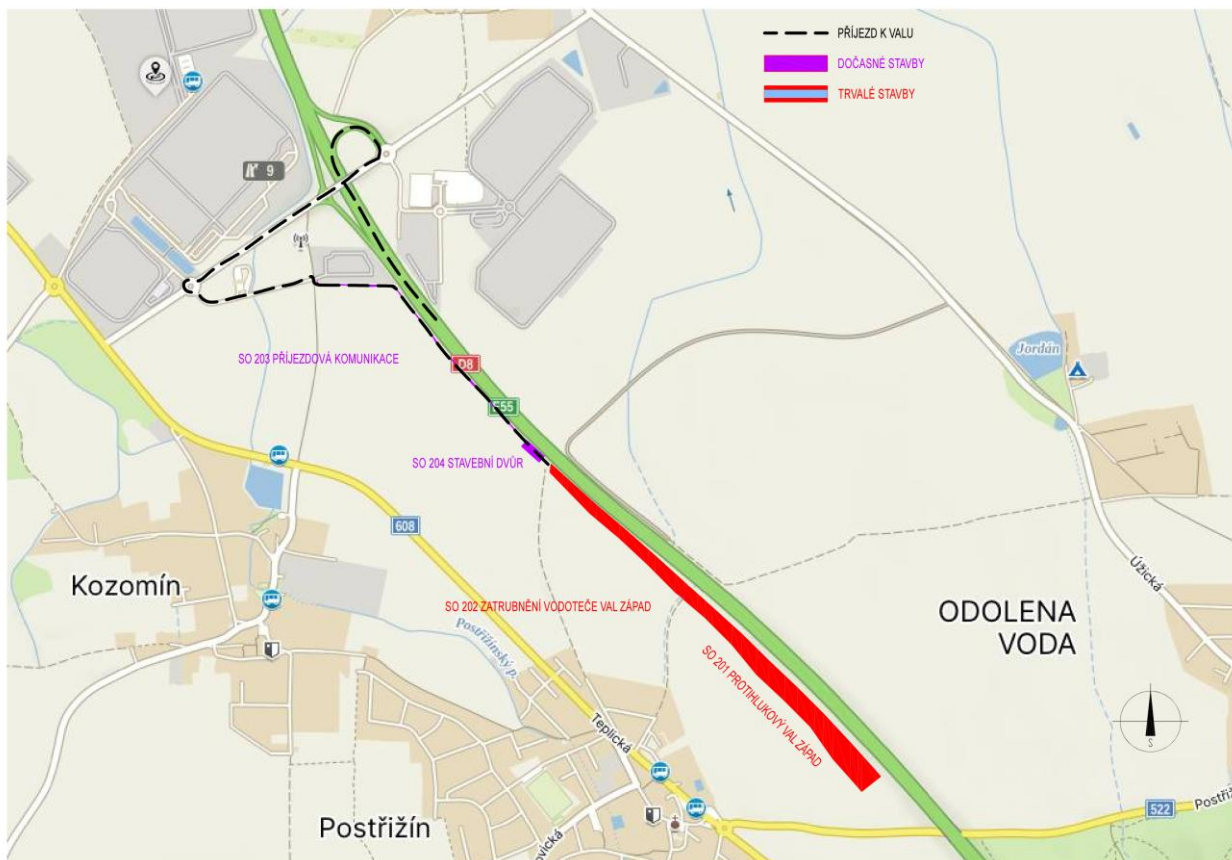 PŘÍJEZD K VALU
DOČASNÉ STAVBY
TRVALÉ STAVBY
9
SO 203 PŘÍJEZDOVÁ KOMUNIKACE
D8
E55
SO 204 STAVEBNÍ DVŮR
608
Jordán
Kozomín
SO 202 ZATRUBNĚNÍ VODOTEČE VAL ZÁPAD
Postřižínský p.
SO 201 PROTIHLUKOVÝ VAL ZÁPAD
Úžická
ODOLENA
VODA
Teplická
S
Postřižín
522